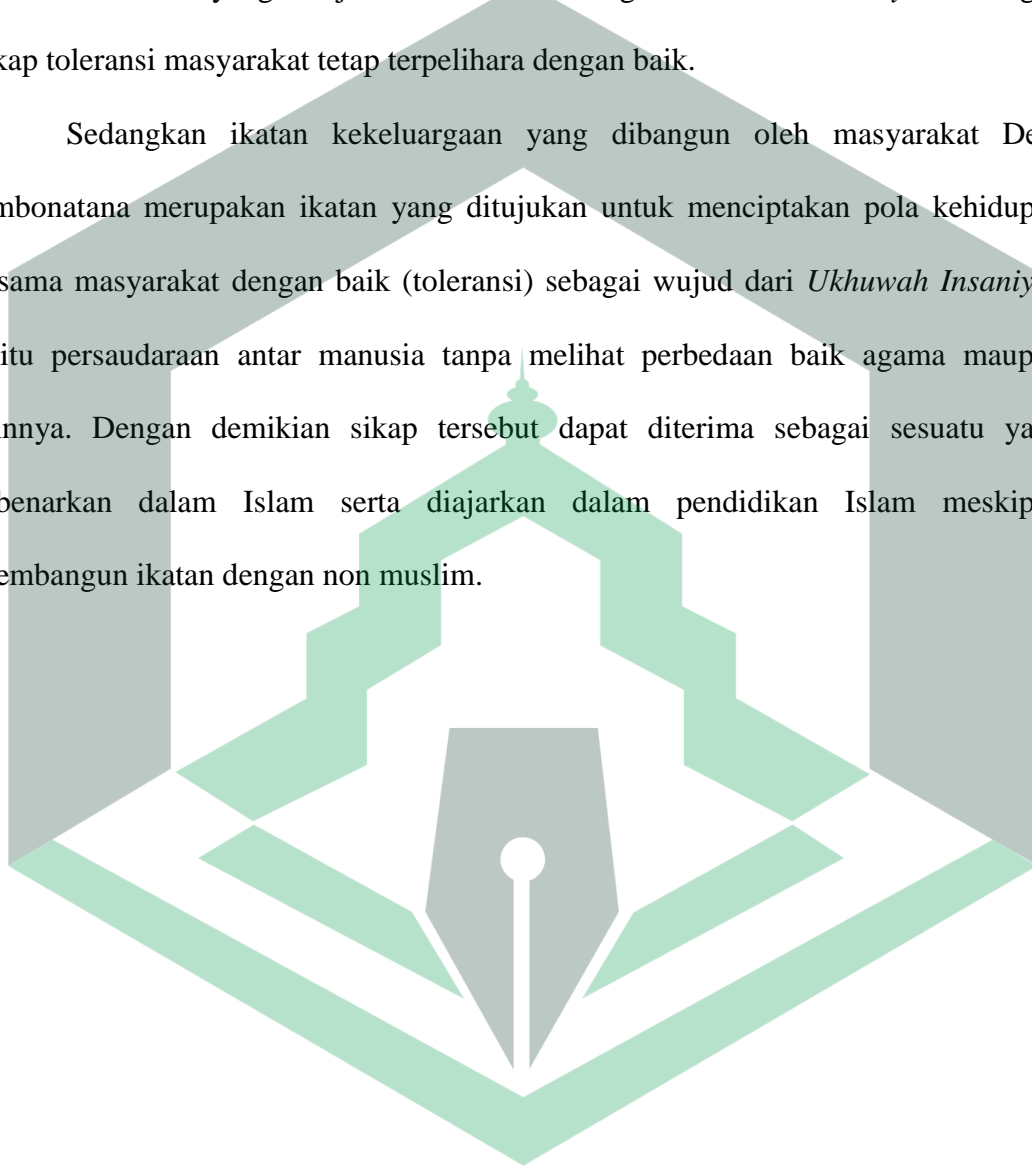 kap toleransi masyarakat tetap terpelihara dengan baik.
Sedangkan ikatan kekeluargaan yang dibangun oleh masyarakat De
mbonatana merupakan ikatan yang ditujukan untuk menciptakan pola kehidup
sama masyarakat dengan baik (toleransi) sebagai wujud dari Ukhuwah Insaniy
itu persaudaraan antar manusia tanpa melihat perbedaan baik agama maup
nnya. Dengan demikian sikap tersebut dapat diterima sebagai sesuatu ya
benarkan dalam Islam serta diajarkan dalam pendidikan Islam meskip
embangun ikatan dengan non muslim.